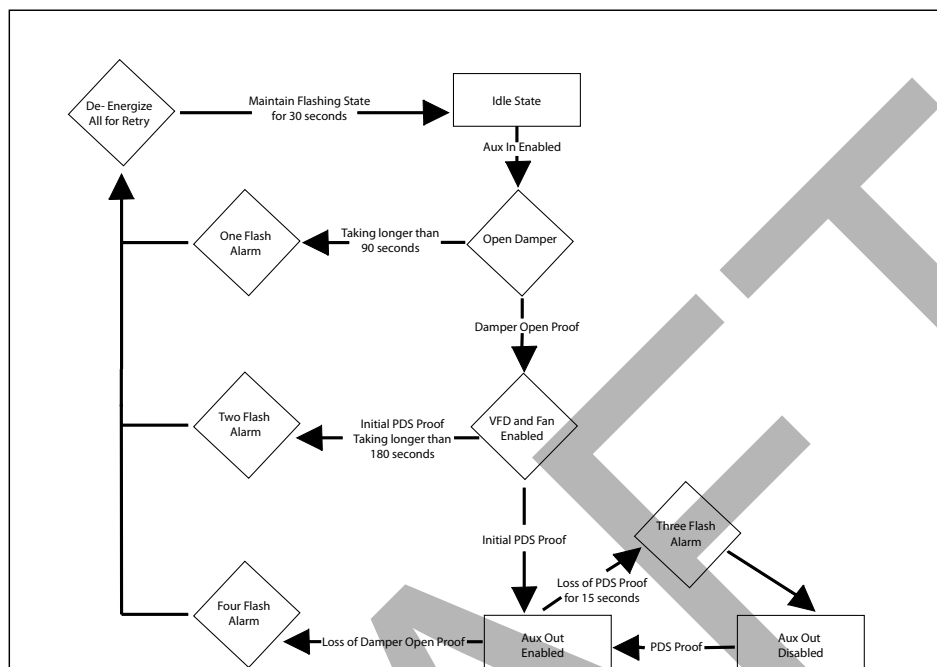 De- Energize
All for Retry
Maintain Flashing State
for 30 seconds
Idle State
Aux In Enabled
One Flash
Alarm
Taking longer than
90 seconds
Open Damper
Damper Open Proof
Two Flash
Alarm
Initial PDS Proof
Taking longer than
180 seconds
VFD and Fan
Enabled
Initial PDS Proof
Three Flash
Alarm
Loss of PDS Proof
for 15 seconds
Four Flash
Alarm
Loss of Damper Open Proof
Aux Out
Enabled
PDS Proof
Aux Out
Disabled